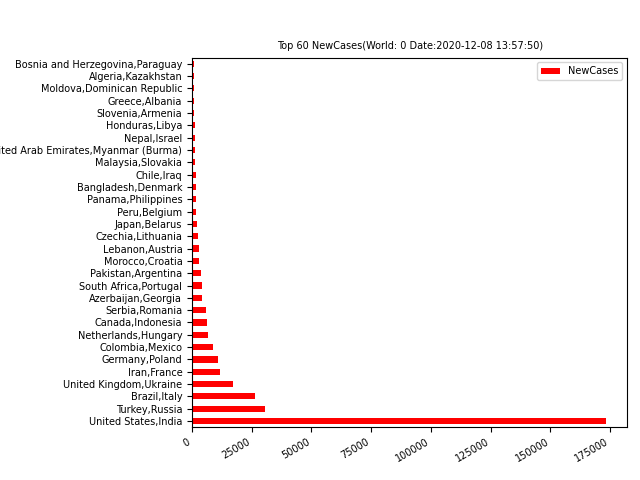 Top 60 NewCases(World: 0 Date:2020-12-08 13:57:50)
NewCases
Bosnia and Herzegovina,Paraguay
Algeria,Kazakhstan
Moldova,Dominican Republic
Greece,Albania
Slovenia,Armenia
Honduras,Libya
Nepal,Israel
ited Arab Emirates,Myanmar (Burma)
Malaysia,Slovakia
Chile,Iraq
Bangladesh,Denmark
Panama,Philippines
Peru,Belgium
Japan,Belarus
Czechia,Lithuania
Lebanon,Austria
Morocco,Croatia
Pakistan,Argentina
South Africa,Portugal
Azerbaijan,Georgia
Serbia,Romania
Canada,Indonesia
Netherlands,Hungary
Colombia,Mexico
Germany,Poland
Iran,France
United Kingdom,Ukraine
Brazil,Italy
Turkey,Russia
United States,India
0
25000
50000
75000
100000
125000
150000
175000